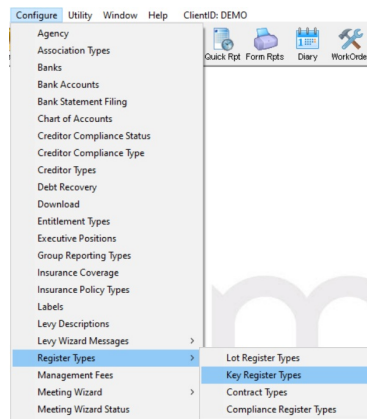 Configure Utility Window Help ClientID: DEMO
Agency
Association Types
Banks
Bank Accounts
Bank Statement Filing
Chart of Accounts
Creditor Compliance Status
Creditor Compliance Type
Creditor Types
Debt Recovery
Download
Entitlement Types
Executive Positions
Group Reporting Types
Insurance Coverage
Insurance Policy Types
Labels
Levy Descriptions
Levy Wizard Messages >
Register Types >
Management Fees
Meeting Wizard >
Meeting Wizard Status
Quick Rpt Form Rpts Diary WorkOrde
Lot Register Types
Key Register Types
Contract Types
Compliance Register Types